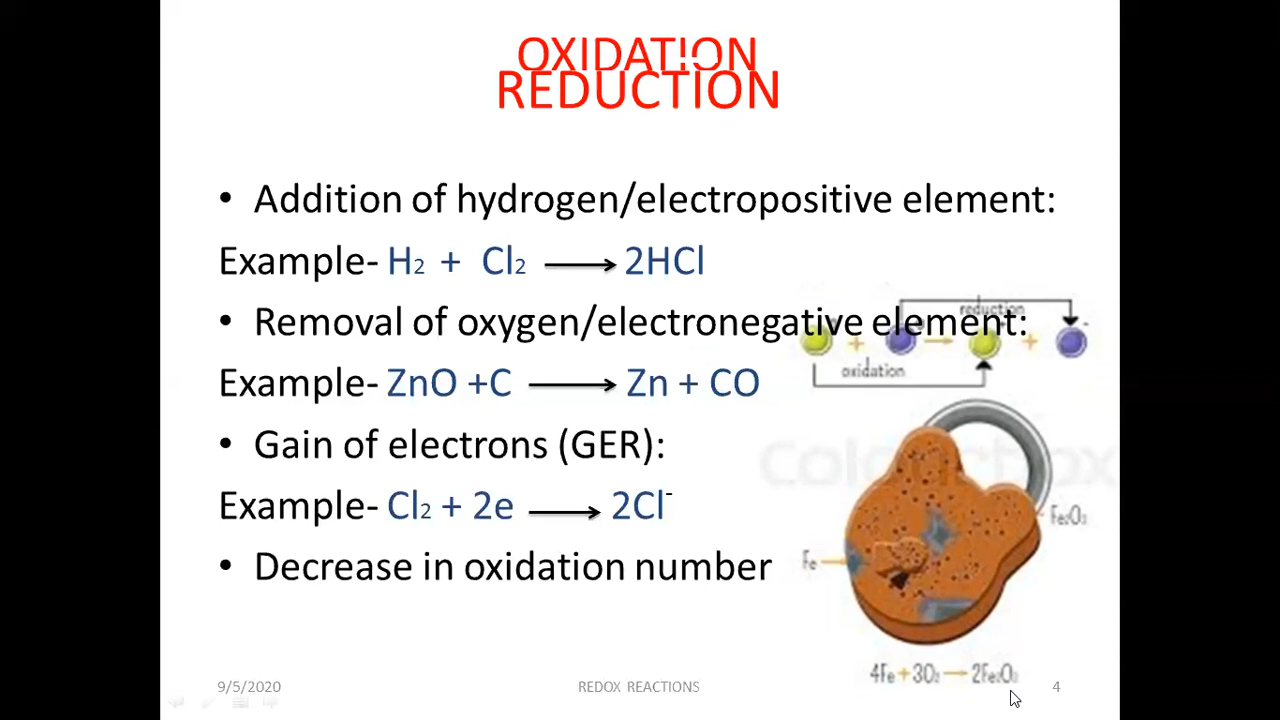 OXIDATION
REDUCTION
• Addition of hydrogen/electropositive element:
Example- H₂ + Cl₂ ⟶ 2HCl
• Removal of oxygen/electronegative element:
reduction
oxidation
Example- ZnO +C ⟶ Zn + CO
• Gain of electrons (GER):
Example- Cl₂ + 2e ⟶ 2Cl⁻
Fe₂O₃
Fe
• Decrease in oxidation number
4Fe + 3O₂ → 2Fe₂O₃
9/5/2020
REDOX REACTIONS
4